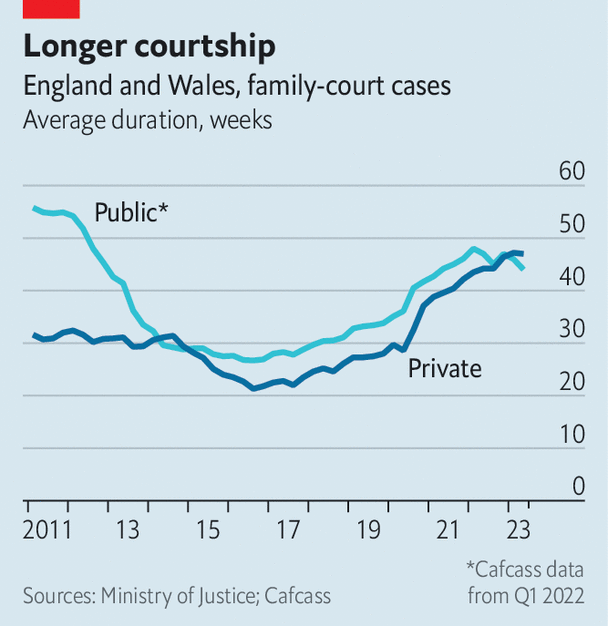 Longer courtship
England and Wales, family-court cases
Average duration, weeks
60
Public*
50
40
30
Private
20
10
0
2011 13 15 17 19 21 23
*Cafcass data
Sources: Ministry of Justice; Cafcass from Q1 2022